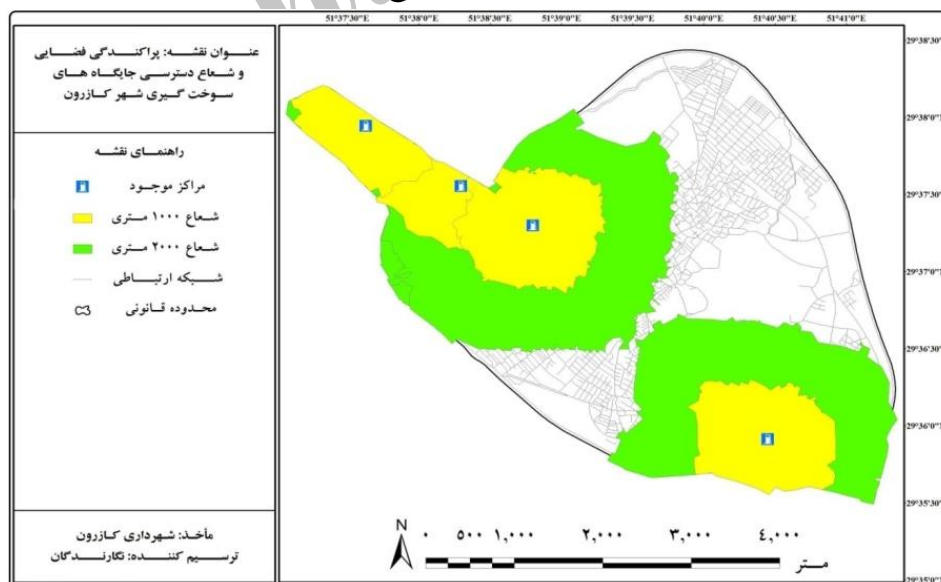 51°37'30"E
51°38'0"E
51°38'30"E
51°39'0"E
51°39'30"E
51°40'0"E
51°40'30"E
51°41'0"E
عنوان نقشه: پراکندگی فضایی
و شعاع دسترسی جایگاه های
سوخت گیری شهر کازرون
راهنمای نقشه
مراکز موجود
شعاع ۱۰۰۰ متری
شعاع ۲۰۰۰ متری
شبکه ارتباطی
محدوده قانونی
مأخذ: شهرداری کازرون
ترسیم کننده: نگارندگان
29°38'30"
29°38'0"N
29°37'30"
29°37'0"N
29°36'30"
29°36'0"N
29°35'30"
29°35'0"N
N
۰ ۵۰۰ ۱,۰۰۰ ۲,۰۰۰ ۳,۰۰۰ ۴,۰۰۰
متر